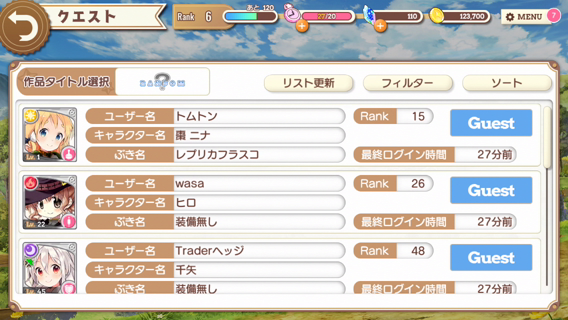 クエスト
Rank 6
あと 120
27/20
110
123,700
MENU
?
作品タイトル選択
RANDOM
リスト更新
フィルター
ソート
ユーザー名 トムトン
Rank 15
Guest
キャラクター名 棗 ニナ
Lv. 1
ぶき名 レプリカフラスコ
最終ログイン時間 27分前
ユーザー名 wasa
Rank 26
Guest
キャラクター名 ヒロ
Lv. 22
ぶき名 装備無し
最終ログイン時間 27分前
ユーザー名 Traderヘッジ
Rank 48
Guest
キャラクター名 千矢
Lv. 45
ぶき名 装備無し
最終ログイン時間 27分前